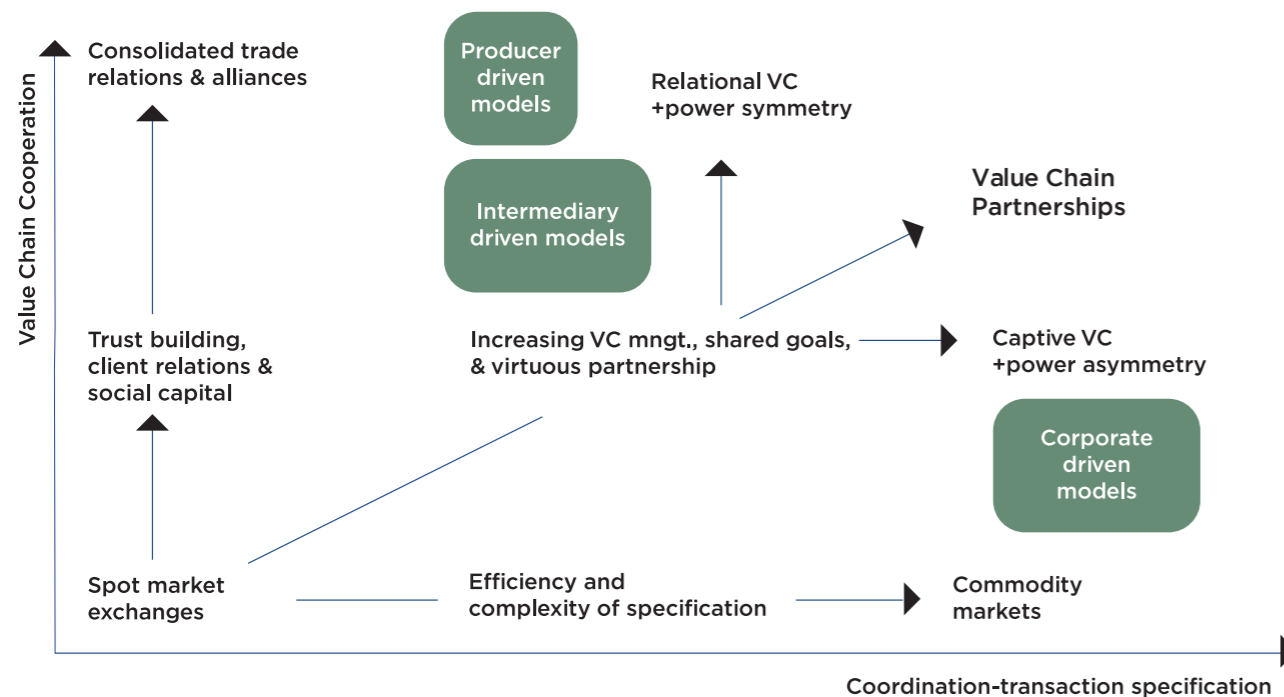 Value Chain Cooperation
Consolidated trade
relations & alliances
Producer
driven
models
Relational VC
+power symmetry
Intermediary
driven models
Value Chain
Partnerships
Trust building,
client relations &
social capital
Increasing VC mngt., shared goals,
& virtuous partnership
Captive VC
+power asymmetry
Corporate
driven
models
Spot market
exchanges
Efficiency and
complexity of specification
Commodity
markets
Coordination-transaction specification